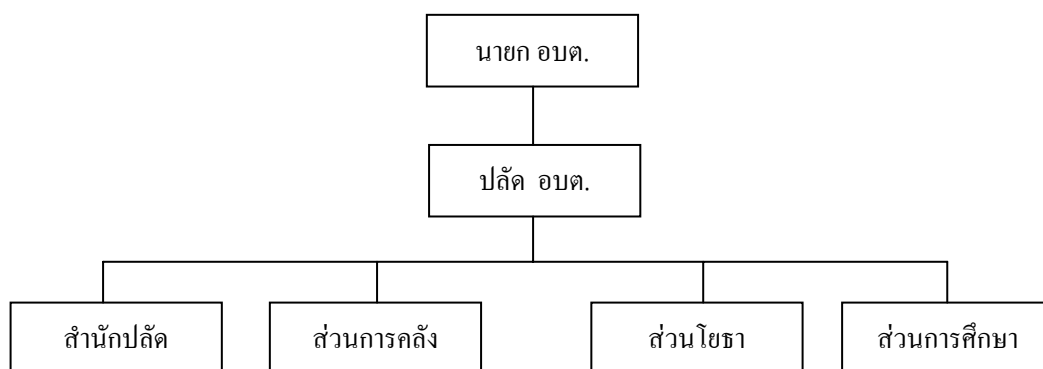 นายก อบต.
ปลัด อบต.
สำนักปลัด
ส่วนการคลัง
ส่วนโยธา
ส่วนการศึกษา